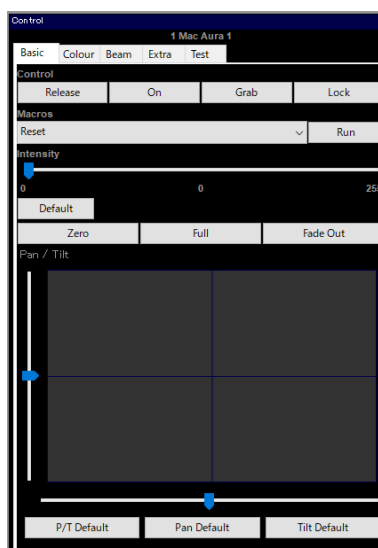 Control
1 Mac Aura 1
Basic Colour Beam Extra Test
Control
Release On Grab Lock
Macros
Reset Run
Intensity
0 0 255
Default
Zero Full Fade Out
Pan / Tilt
P/T Default Pan Default Tilt Default